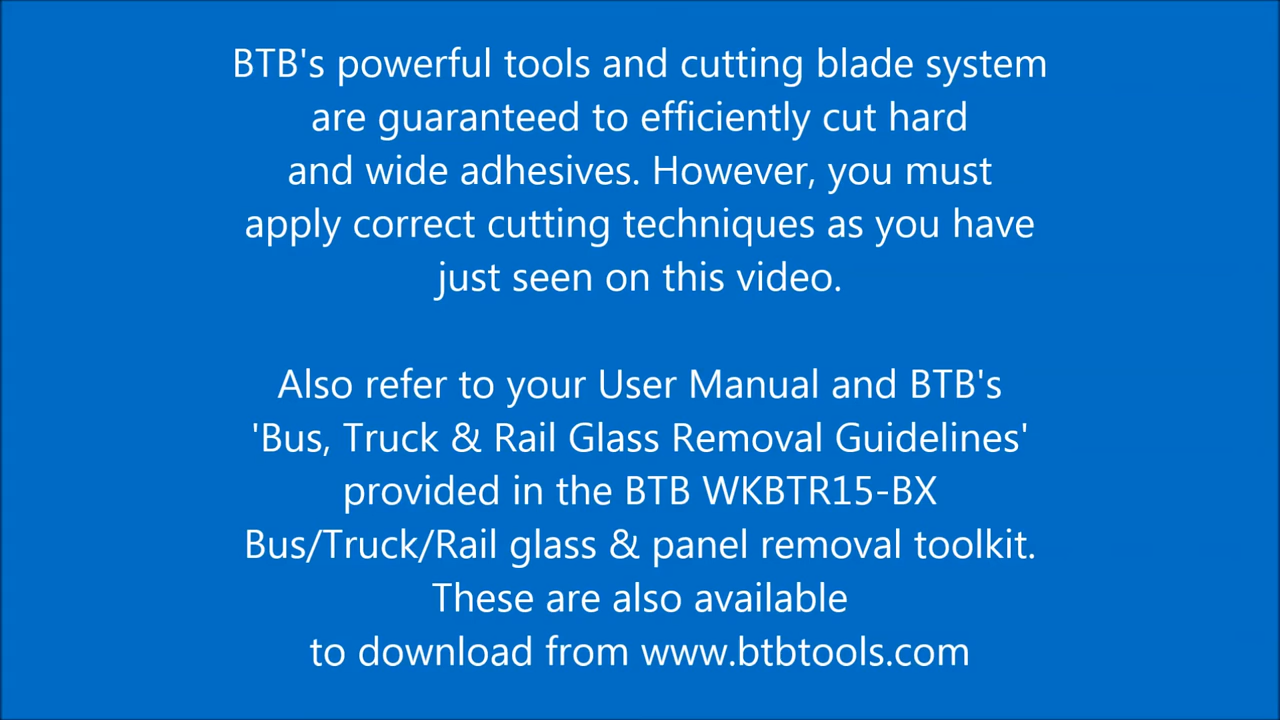 BTB's powerful tools and cutting blade system
are guaranteed to efficiently cut hard
and wide adhesives. However, you must
apply correct cutting techniques as you have
just seen on this video.
Also refer to your User Manual and BTB's
'Bus, Truck & Rail Glass Removal Guidelines'
provided in the BTB WKBTR15-BX
Bus/Truck/Rail glass & panel removal toolkit.
These are also available
to download from www.btbtools.com